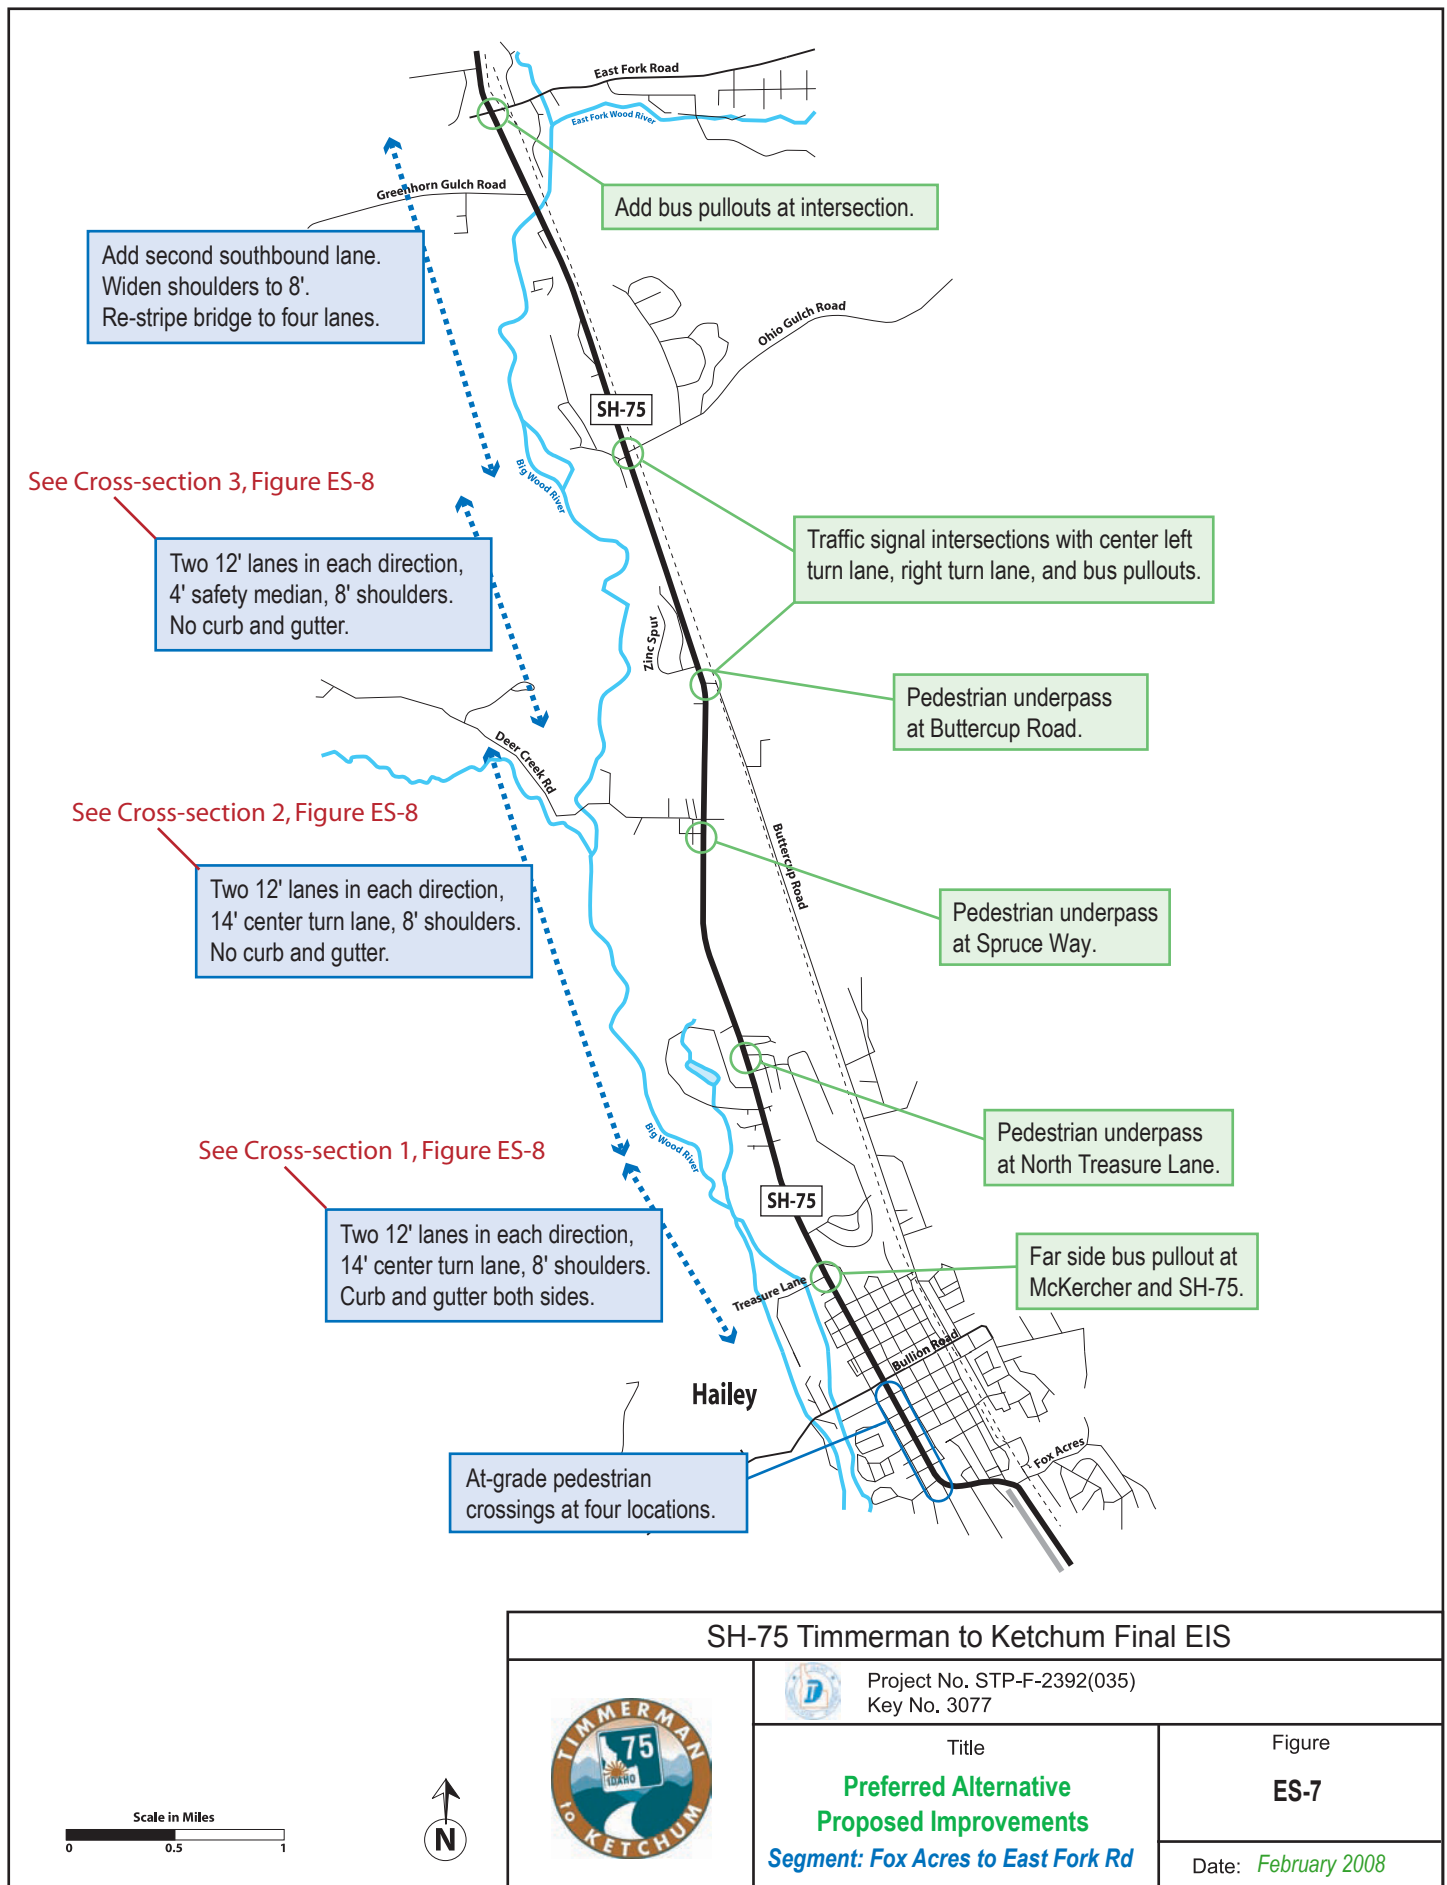 East Fork Road
East Fork Wood River
Greenhorn Gulch Road
Add bus pullouts at intersection.
Add second southbound lane.
Widen shoulders to 8'.
Re-stripe bridge to four lanes.
Ohio Gulch Road
SH-75
See Cross-section 3, Figure ES-8
Big Wood River
Two 12' lanes in each direction,
4' safety median, 8' shoulders.
No curb and gutter.
Traffic signal intersections with center left
turn lane, right turn lane, and bus pullouts.
Zinc Spur
Pedestrian underpass
at Buttercup Road.
Deer Creek Rd
See Cross-section 2, Figure ES-8
Buttercup Road
Two 12' lanes in each direction,
14' center turn lane, 8' shoulders.
No curb and gutter.
Pedestrian underpass
at Spruce Way.
See Cross-section 1, Figure ES-8
Big Wood River
Pedestrian underpass
at North Treasure Lane.
SH-75
Two 12' lanes in each direction,
14' center turn lane, 8' shoulders.
Curb and gutter both sides.
Far side bus pullout at
McKercher and SH-75.
Treasure Lane
Bullion Road
Hailey
Fox Acres
At-grade pedestrian
crossings at four locations.
SH-75 Timmerman to Ketchum Final EIS
TIMMERMAN
75
IDAHO
to KETCHUM
Project No. STP-F-2392(035)
Key No. 3077
Title
Preferred Alternative
Proposed Improvements
Segment: Fox Acres to East Fork Rd
Figure
ES-7
Date: February 2008
Scale in Miles
0 0.5 1
N